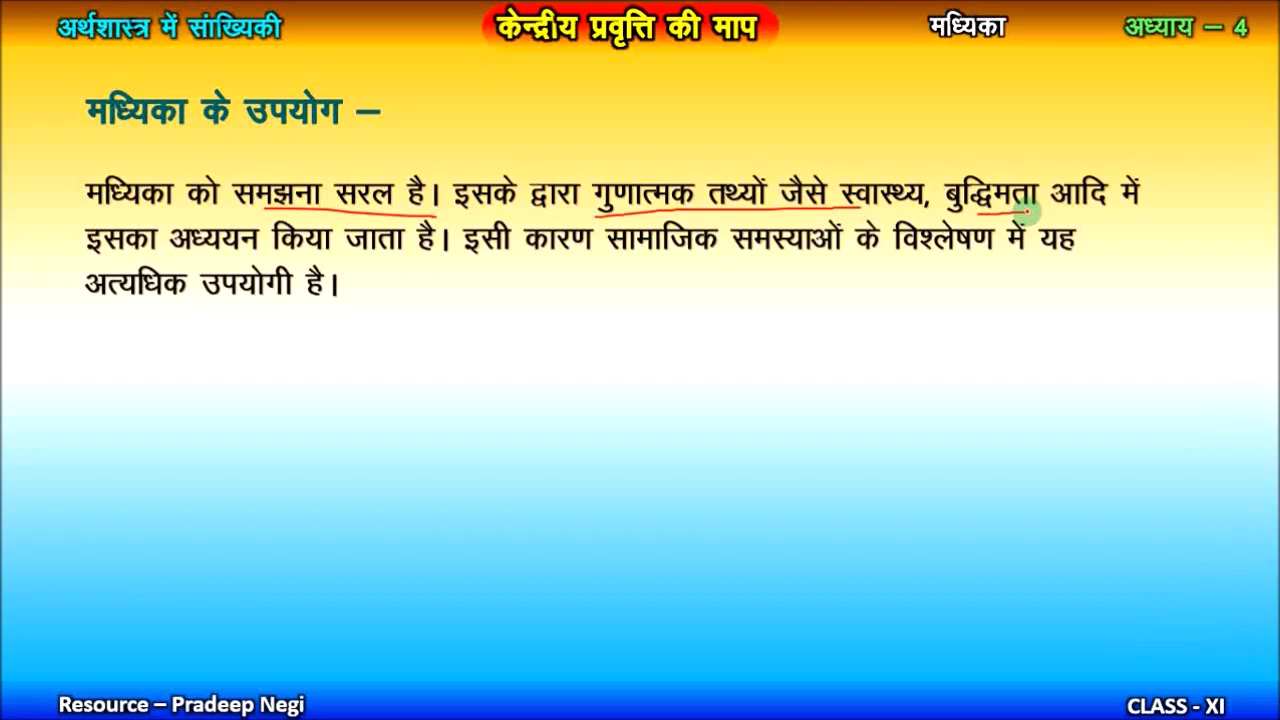 अर्थशास्त्र में सांख्यिकी
केन्द्रीय प्रवृत्ति की माप
मध्यिका
अध्याय – 4
मध्यिका के उपयोग –
मध्यिका को समझना सरल है। इसके द्वारा गुणात्मक तथ्यों जैसे स्वास्थ्य, बुद्धिमता आदि में
इसका अध्ययन किया जाता है। इसी कारण सामाजिक समस्याओं के विश्लेषण में यह
अत्यधिक उपयोगी है।
Resource – Pradeep Negi
CLASS - XI